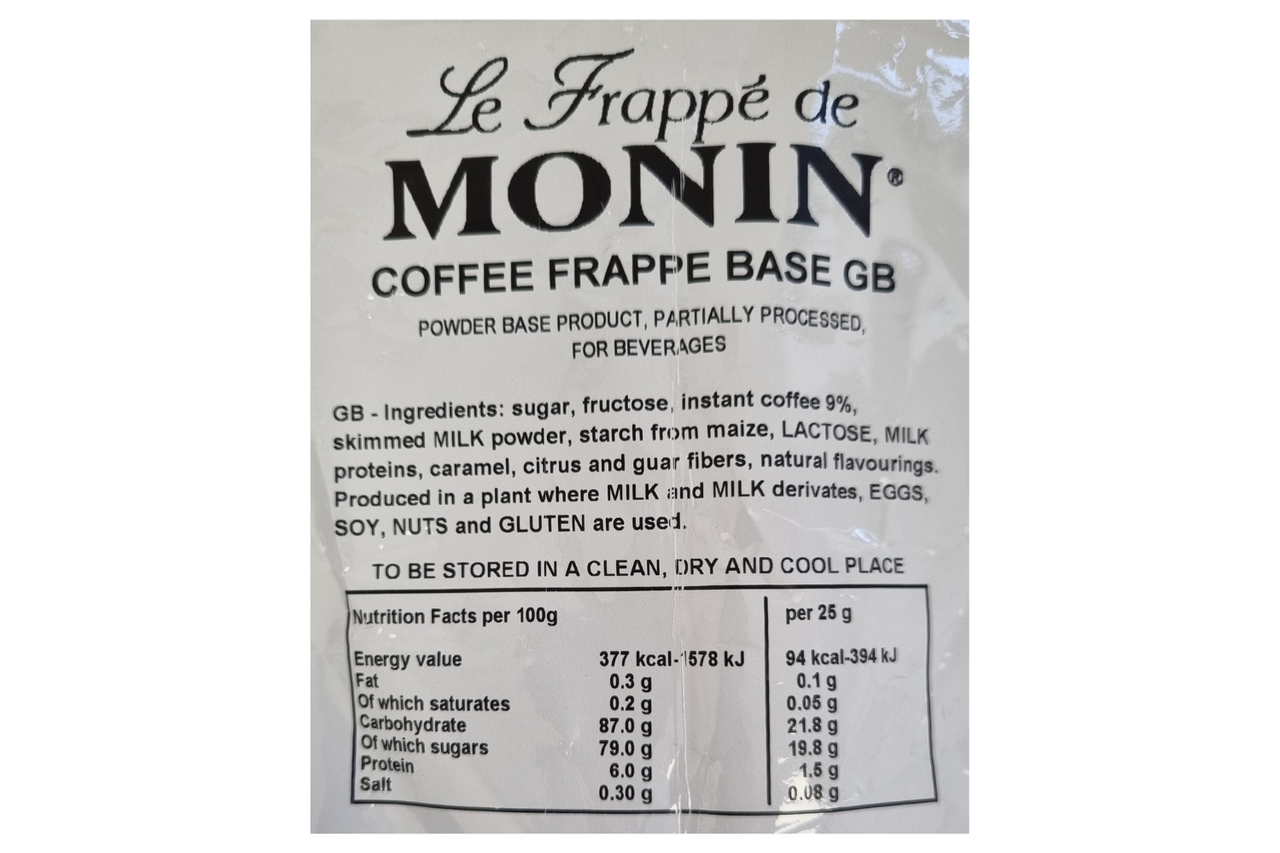 Le Frappé de
MONIN®
COFFEE FRAPPE BASE GB
POWDER BASE PRODUCT, PARTIALLY PROCESSED,
FOR BEVERAGES
GB - Ingredients: sugar, fructose, instant coffee 9%,
skimmed MILK powder, starch from maize, LACTOSE, MILK
proteins, caramel, citrus and guar fibers, natural flavourings.
Produced in a plant where MILK and MILK derivates, EGGS,
SOY, NUTS and GLUTEN are used.
TO BE STORED IN A CLEAN, DRY AND COOL PLACE
Nutrition Facts per 100g per 25 g
Energy value 377 kcal-1578 kJ 94 kcal-394 kJ
Fat 0.3 g 0.1 g
Of which saturates 0.2 g 0.05 g
Carbohydrate 87.0 g 21.8 g
Of which sugars 79.0 g 19.8 g
Protein 6.0 g 1.5 g
Salt 0.30 g 0.08 g